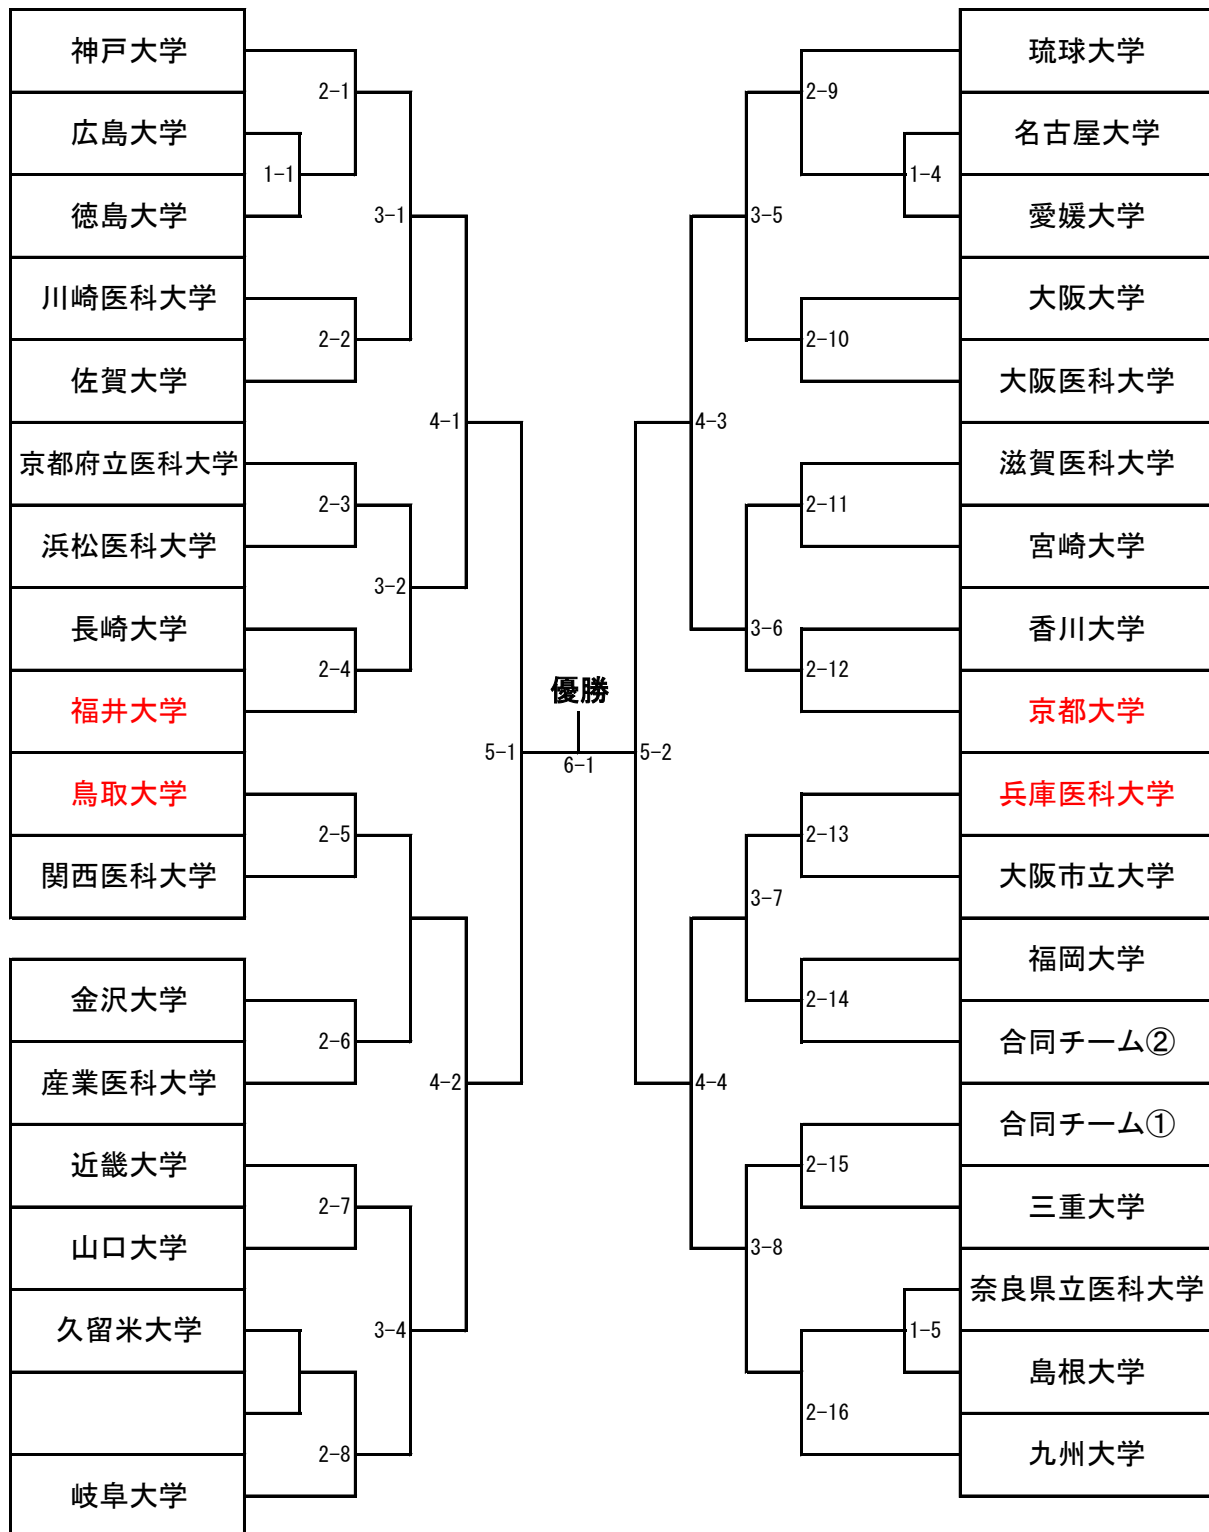 神戸大学
広島大学
徳島大学
川崎医科大学
佐賀大学
京都府立医科大学
浜松医科大学
長崎大学
福井大学
鳥取大学
関西医科大学
金沢大学
産業医科大学
近畿大学
山口大学
久留米大学
岐阜大学
1-1
2-1
2-2
2-3
2-4
2-5
2-6
2-7
2-8
3-1
3-2
3-4
4-1
4-2
5-1
優勝
6-1
5-2
4-3
4-4
3-5
3-6
3-7
3-8
2-9
2-10
2-11
2-12
2-13
2-14
2-15
2-16
1-4
1-5
琉球大学
名古屋大学
愛媛大学
大阪大学
大阪医科大学
滋賀医科大学
宮崎大学
香川大学
京都大学
兵庫医科大学
大阪市立大学
福岡大学
合同チーム②
合同チーム①
三重大学
奈良県立医科大学
島根大学
九州大学